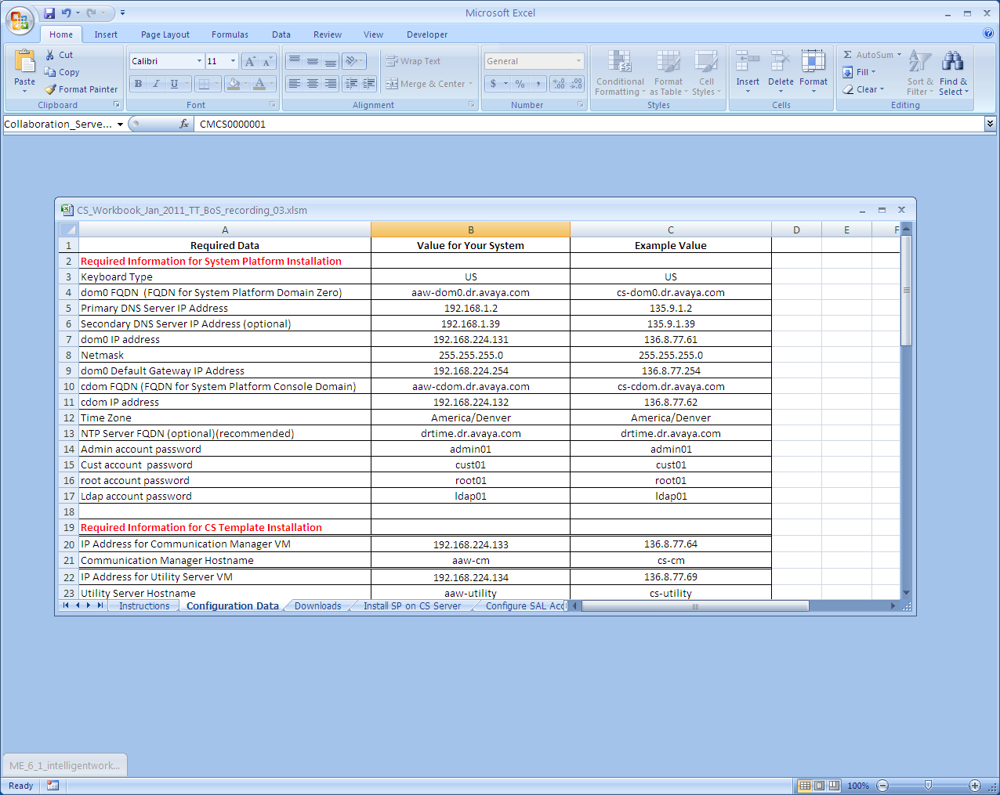 Microsoft Excel
Home Insert Page Layout Formulas Data Review View Developer
Paste
Cut
Copy
Format Painter
Clipboard
Calibri 11
B I U
Font
Wrap Text
Merge & Center
Alignment
General
$ % ,
Number
Conditional Formatting
Format as Table
Cell Styles
Styles
Insert Delete Format
Cells
AutoSum
Fill
Clear
Sort & Filter
Find & Select
Editing
Collaboration_Serve... fx CMCS0000001
CS_Workbook_Jan_2011_TT_BoS_recording_03.xlsm
A B C D E F
1 Required Data Value for Your System Example Value
2 Required Information for System Platform Installation
3 Keyboard Type US US
4 dom0 FQDN (FQDN for System Platform Domain Zero) aaw-dom0.dr.avaya.com cs-dom0.dr.avaya.com
5 Primary DNS Server IP Address 192.168.1.2 135.9.1.2
6 Secondary DNS Server IP Address (optional) 192.168.1.39 135.9.1.39
7 dom0 IP address 192.168.224.131 136.8.77.61
8 Netmask 255.255.255.0 255.255.255.0
9 dom0 Default Gateway IP Address 192.168.224.254 136.8.77.254
10 cdom FQDN (FQDN for System Platform Console Domain) aaw-cdom.dr.avaya.com cs-cdom.dr.avaya.com
11 cdom IP address 192.168.224.132 136.8.77.62
12 Time Zone America/Denver America/Denver
13 NTP Server FQDN (optional)(recommended) drtime.dr.avaya.com drtime.dr.avaya.com
14 Admin account password admin01 admin01
15 Cust account password cust01 cust01
16 root account password root01 root01
17 Ldap account password ldap01 ldap01
18
19 Required Information for CS Template Installation
20 IP Address for Communication Manager VM 192.168.224.133 136.8.77.64
21 Communication Manager Hostname aaw-cm cs-cm
22 IP Address for Utility Server VM 192.168.224.134 136.8.77.69
23 Utility Server Hostname aaw-utility cs-utility
Instructions Configuration Data Downloads Install SP on CS Server Configure SAL Acc
ME_6_1_intelligentwork...
Ready 100%